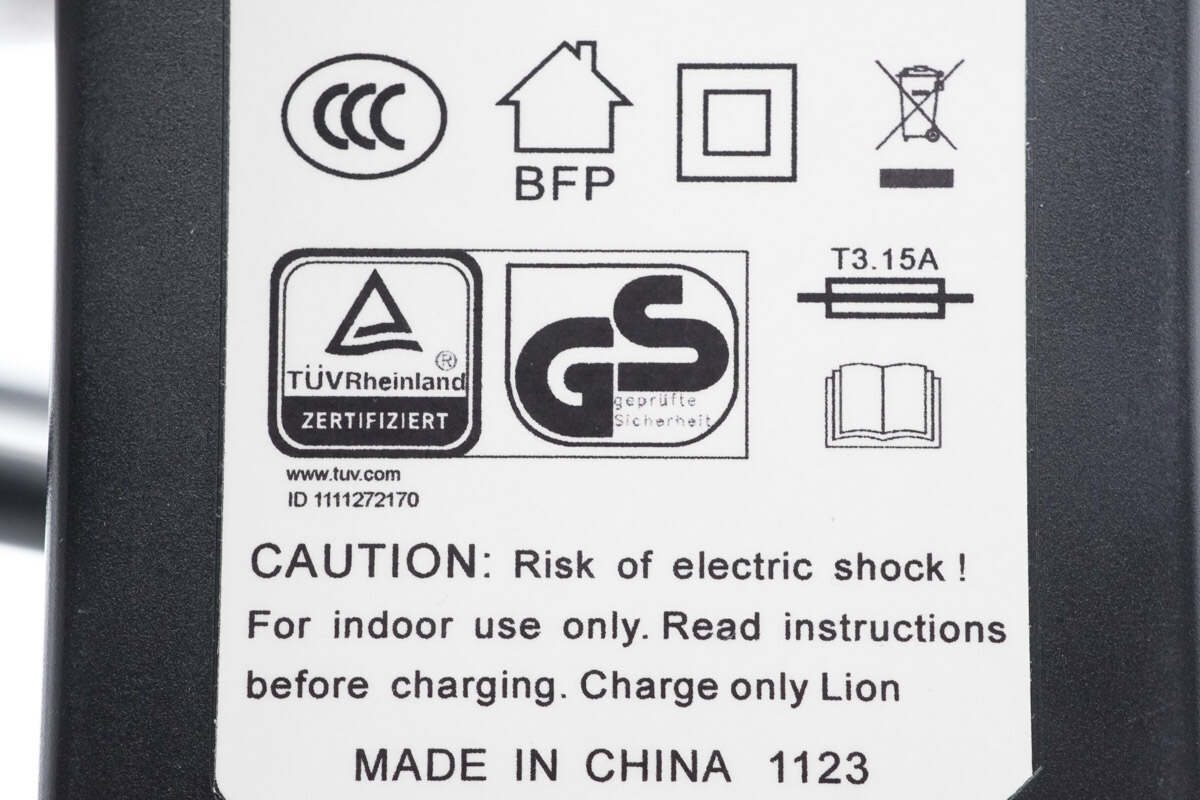 CCC
BFP
T3.15A
TÜVRheinland®
ZERTIFIZIERT
GS
geprüfte
Sicherheit
www.tuv.com
ID 1111272170
CAUTION: Risk of electric shock !
For indoor use only. Read instructions
before charging. Charge only Lion
MADE IN CHINA 1123